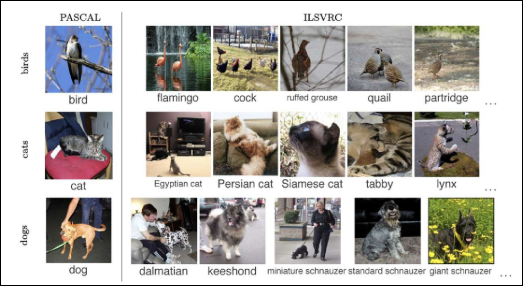 PASCAL
ILSVRC
birds
bird
flamingo
cock
ruffed grouse
quail
partridge
...
cats
cat
Egyptian cat
Persian cat
Siamese cat
tabby
lynx
...
dogs
dog
dalmatian
keeshond
miniature schnauzer
standard schnauzer
giant schnauzer
...